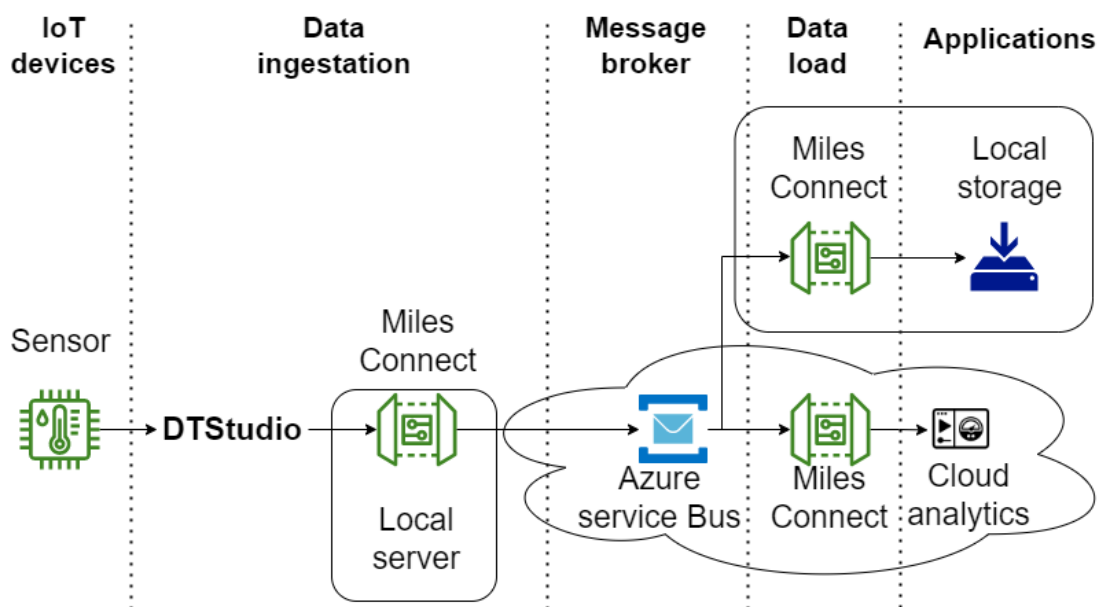 IoT
devices
Data
ingestation
Message
broker
Data
load
Applications
Miles
Connect
Local
storage
Sensor
Miles
Connect
DTStudio
Local
server
Azure
service Bus
Miles
Connect
Cloud
analytics